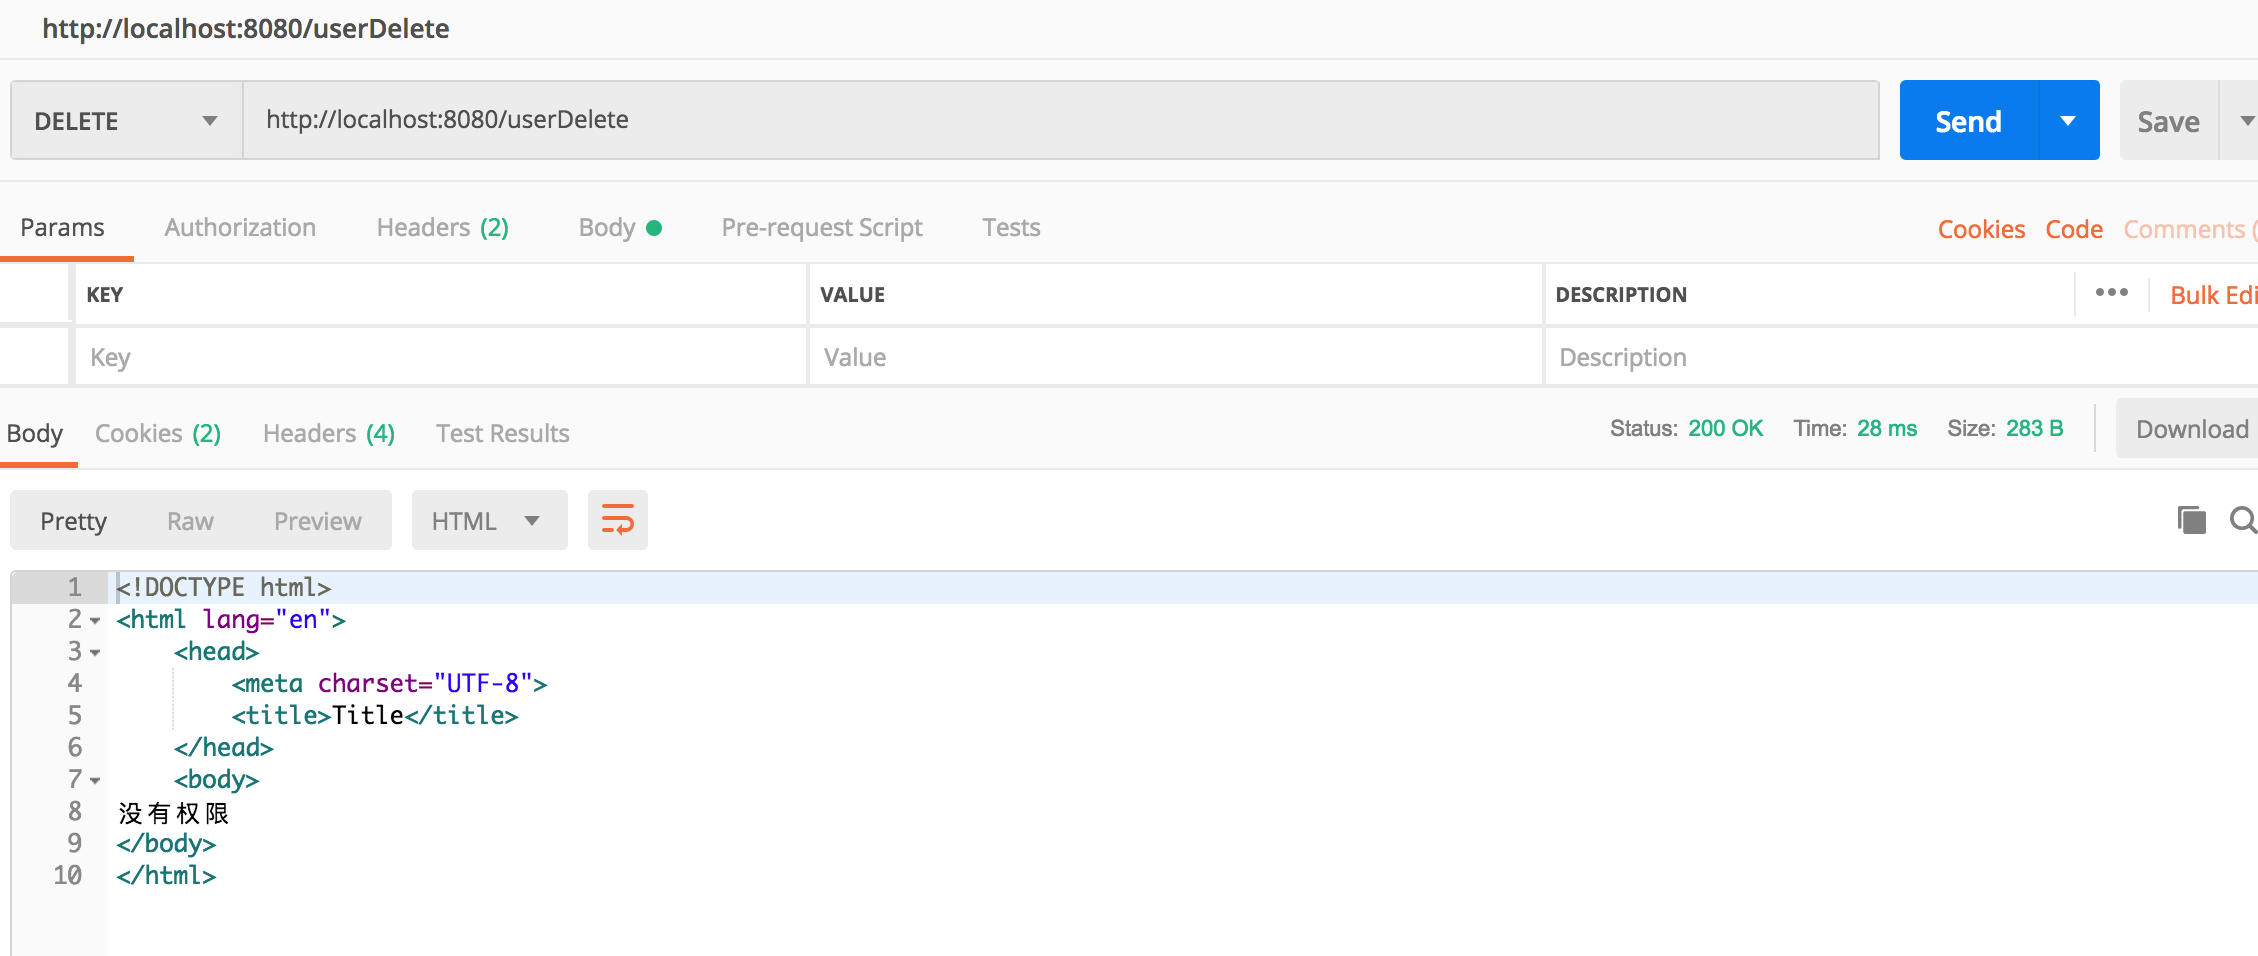 http://localhost:8080/userDelete
DELETE http://localhost:8080/userDelete Send Save
Params Authorization Headers (2) Body Pre-request Script Tests Cookies Code Comments (
KEY VALUE DESCRIPTION ••• Bulk Edi
Key Value Description
Body Cookies (2) Headers (4) Test Results Status: 200 OK Time: 28 ms Size: 283 B Download
Pretty Raw Preview HTML
1 <!DOCTYPE html>
2 <html lang="en">
3 <head>
4 <meta charset="UTF-8">
5 <title>Title</title>
6 </head>
7 <body>
8 没有权限
9 </body>
10 </html>